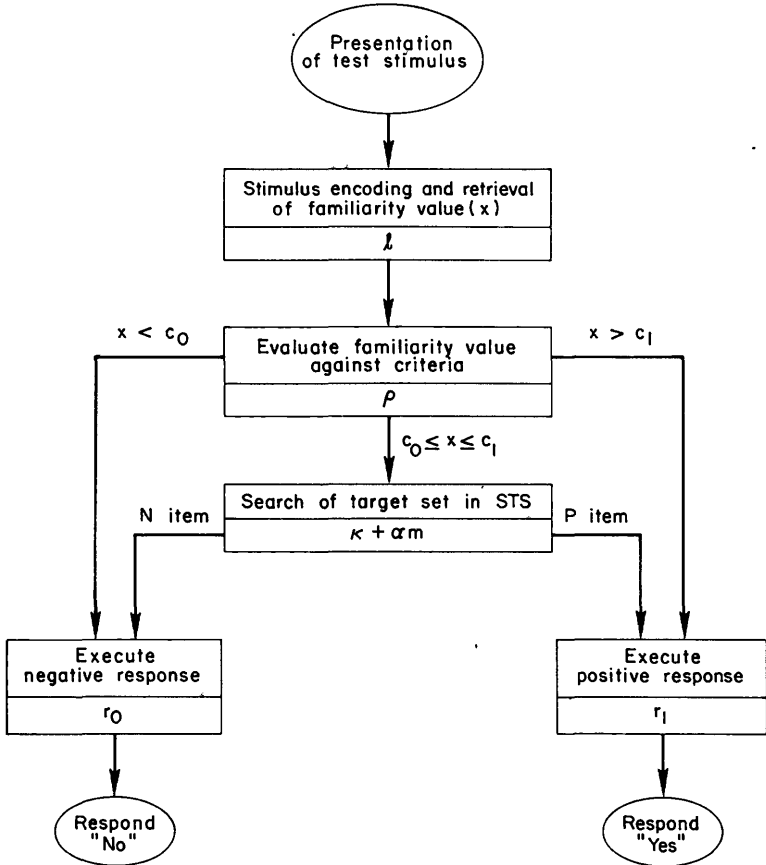 Presentation
of test stimulus
Stimulus encoding and retrieval
of familiarity value (x)
ℓ
x < c₀
x > c₁
Evaluate familiarity value
against criteria
ρ
c₀ ≤ x ≤ c₁
Search of target set in STS
N item
P item
κ + αm
Execute
negative response
Execute
positive response
r₀
r₁
Respond
"No"
Respond
"Yes"